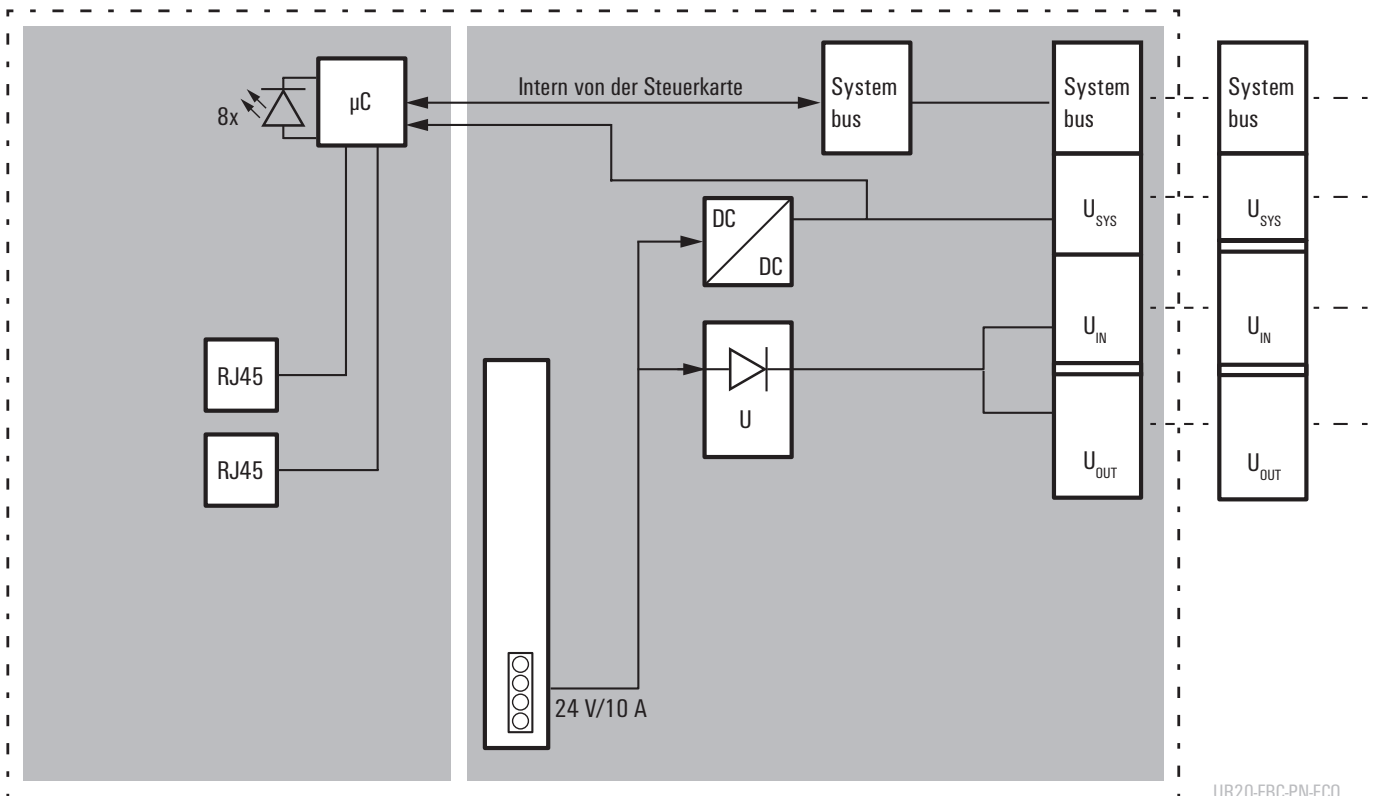 8x
µC
Intern von der Steuerkarte
System
bus
System
bus
System
bus
DC
DC
U_SYS
U_SYS
U
U_IN
U_IN
U_OUT
U_OUT
RJ45
RJ45
24 V/10 A
UR20-FBC-PN-ECO